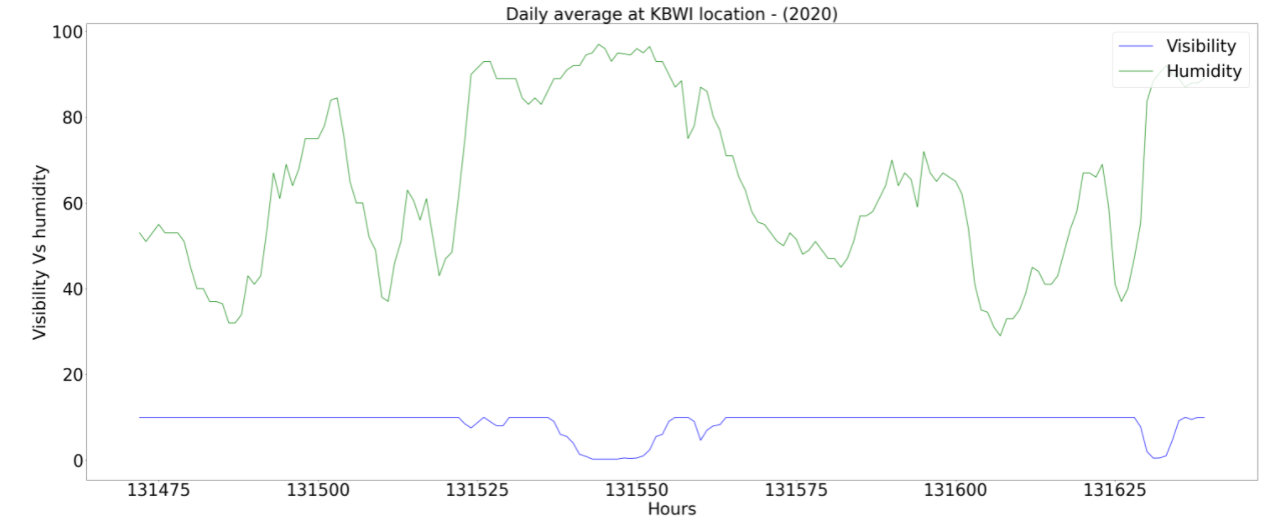 Daily average at KBWI location - (2020)
100
80
60
40
20
0
Visibility Vs humidity
Visibility
Humidity
131475 131500 131525 131550 131575 131600 131625
Hours